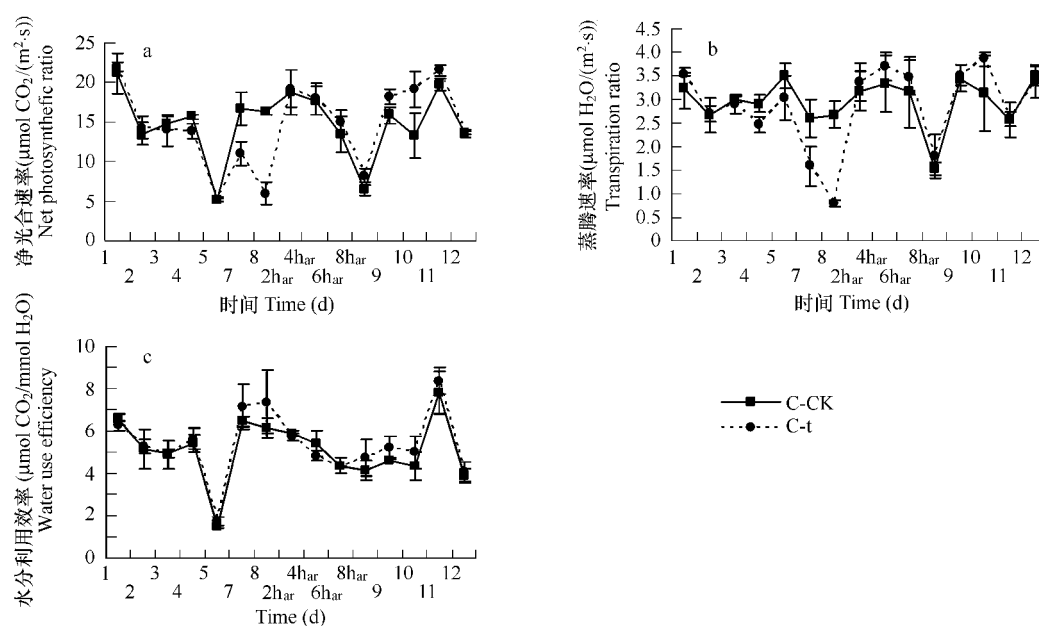 净光合速率(μmol CO₂/(m²·s))
Net photosynthefic ratio
25
20
15
10
5
0
a
1 3 5 8 4hₐᵣ 8hₐᵣ 10 12
2 4 7 2hₐᵣ 6hₐᵣ 9 11
时间 Time (d)
蒸腾速率(μmol H₂O/(m²·s))
Transpiration ratio
4.5
4.0
3.5
3.0
2.5
2.0
1.5
1.0
0.5
0
b
1 3 5 8 4hₐᵣ 8hₐᵣ 10 12
2 4 7 2hₐᵣ 6hₐᵣ 9 11
时间 Time (d)
水分利用效率 (μmol CO₂/mmol H₂O)
Water use efficiency
10
8
6
4
2
0
c
1 3 5 8 4hₐᵣ 8hₐᵣ 10 12
2 4 7 2hₐᵣ 6hₐᵣ 9 11
Time (d)
C-CK
C-t